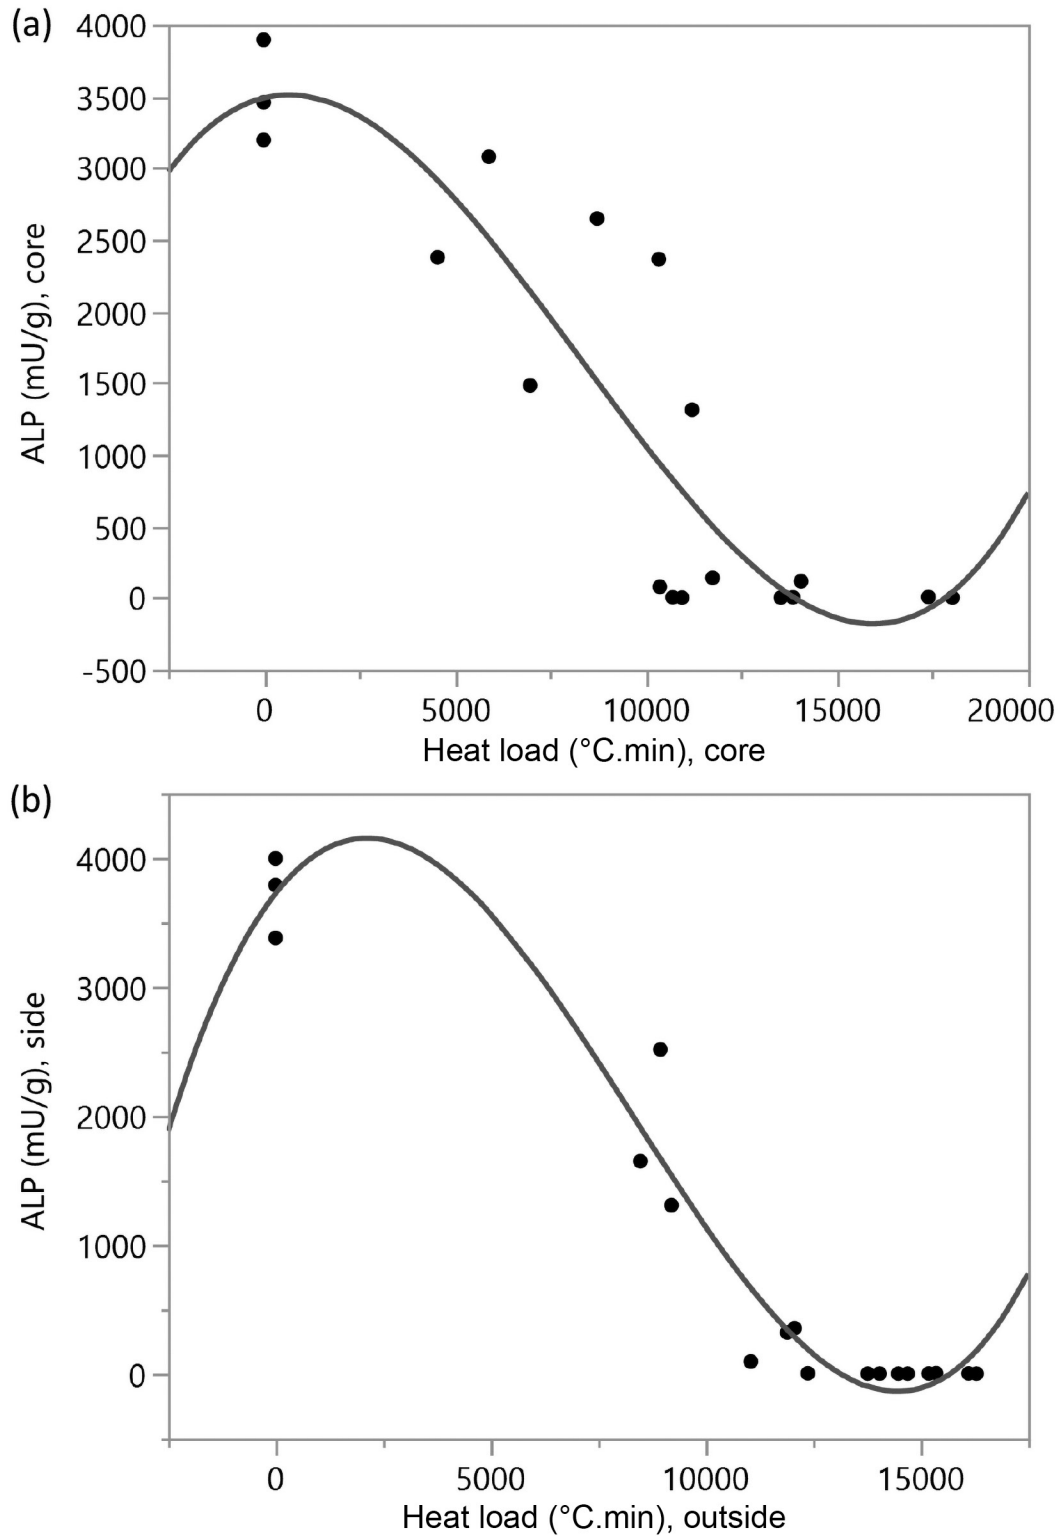 (a)
4000
3500
3000
2500
2000
1500
1000
500
0
-500
ALP (mU/g), core
0 5000 10000 15000 20000
Heat load (°C.min), core
(b)
4000
3000
2000
1000
0
ALP (mU/g), side
0 5000 10000 15000
Heat load (°C.min), outside